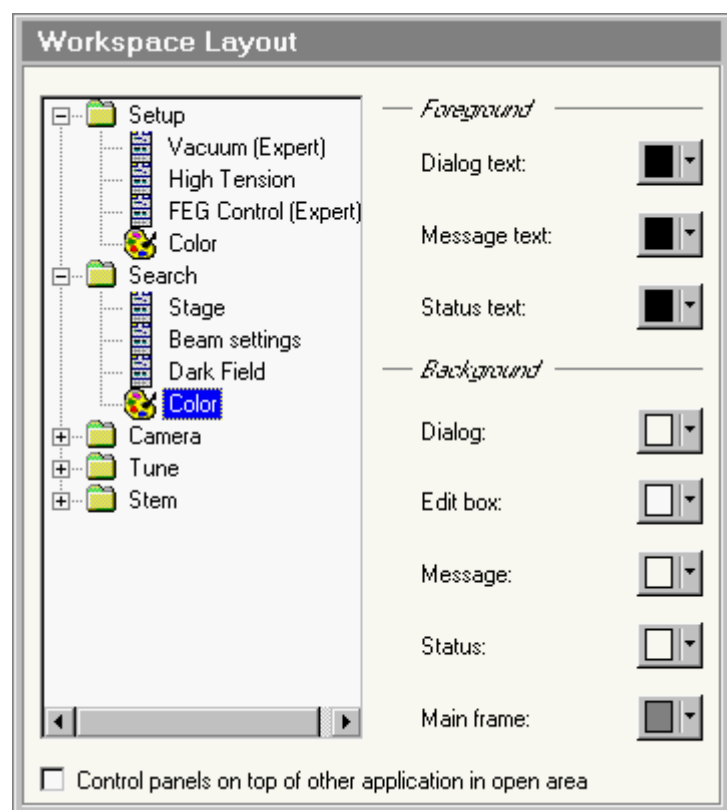 Workspace Layout
Setup
Vacuum (Expert)
High Tension
FEG Control (Expert)
Color
Search
Stage
Beam settings
Dark Field
Color
Camera
Tune
Stem
Foreground
Dialog text:
Message text:
Status text:
Background
Dialog:
Edit box:
Message:
Status:
Main frame:
Control panels on top of other application in open area